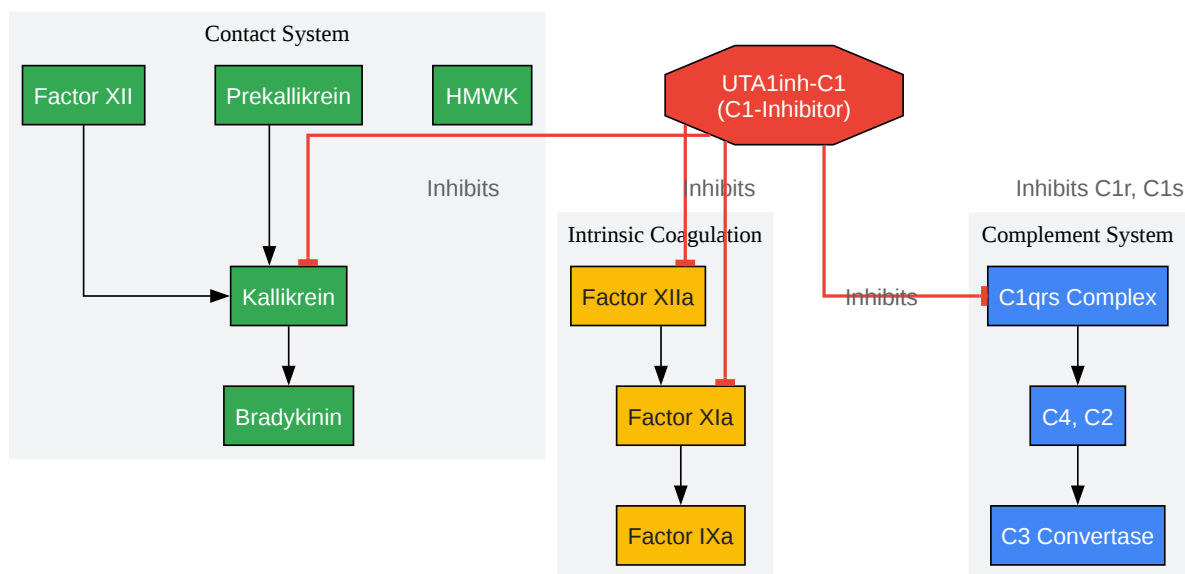 Contact System
Factor XII
Prekallikrein
HMWK
UTA1inh-C1
(C1-Inhibitor)
Inhibits
Inhibits
Inhibits C1r, C1s
Intrinsic Coagulation
Complement System
Kallikrein
Factor XIIa
Inhibits
C1qrs Complex
Bradykinin
Factor XIa
C4, C2
Factor IXa
C3 Convertase